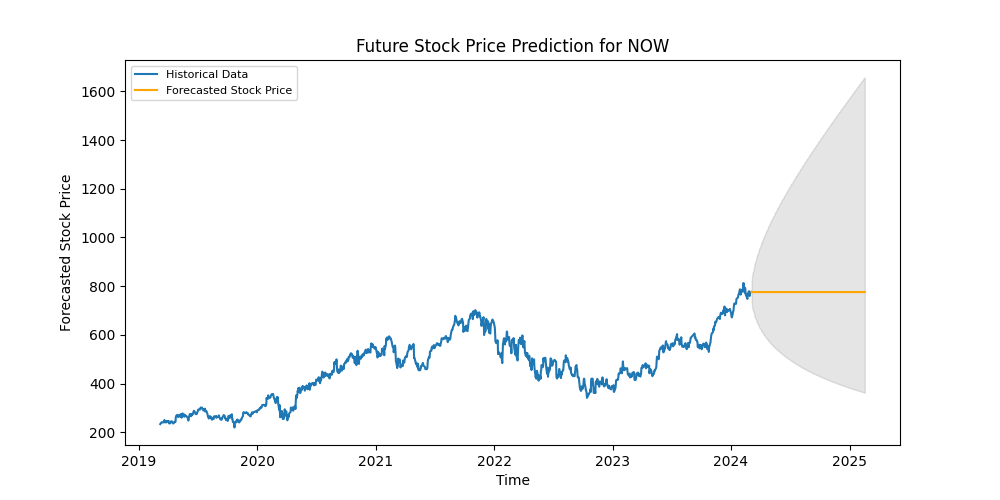 Future Stock Price Prediction for NOW
Historical Data
Forecasted Stock Price
1600
1400
1200
1000
800
600
400
200
Forecasted Stock Price
2019 2020 2021 2022 2023 2024 2025
Time